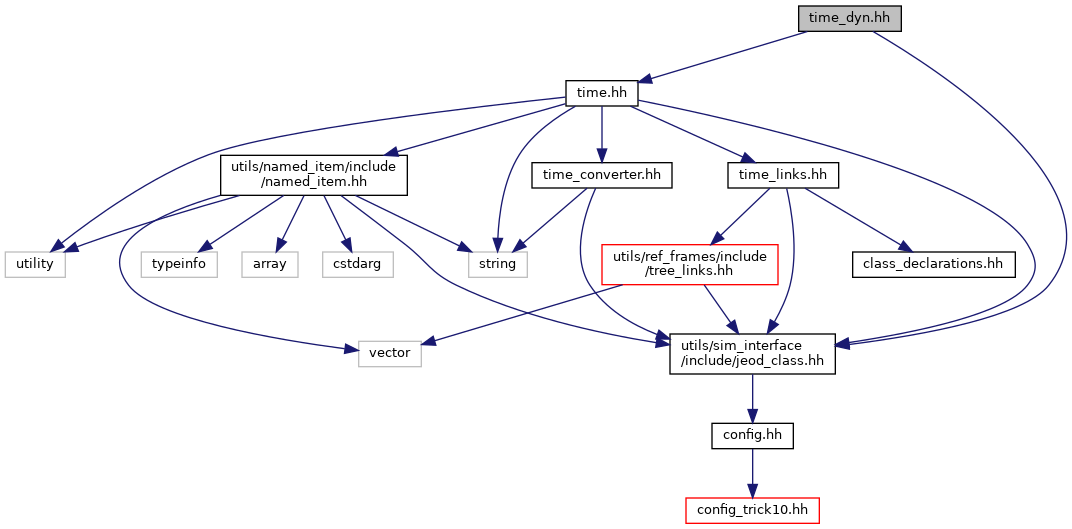 time_dyn.hh
time.hh
utils/named_item/include
/named_item.hh
time_converter.hh
time_links.hh
utility
typeinfo
array
cstdarg
string
utils/ref_frames/include
/tree_links.hh
class_declarations.hh
vector
utils/sim_interface
/include/jeod_class.hh
config.hh
config_trick10.hh